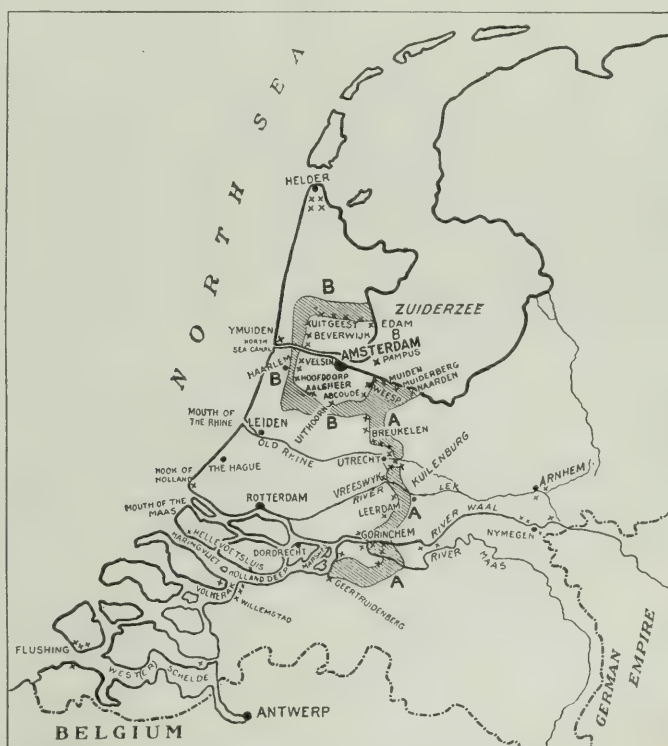 NORTH SEA
HELDER
ZUIDERZEE
B
UITGEEST
EDAM
B
BEVERWIJK
YMUIDEN
NORTH
SEA CANAL
AMSTERDAM
PAMPUS
HAARLEM
VELSIN
B
HOOFDDORP
AALSMEER
ABCOUDE
WEESP
MUIDEN
MUIDERBERG
NAARDEN
UITHOORN
B
A
MOUTH OF
THE RHINE
LEIDEN
BREUKELEN
OLD RHINE
UTRECHT
KUILENBURG
THE HAGUE
HOOK OF
HOLLAND
VREESWYK
RIVER
LEK
ARNHEM
MOUTH OF THE
MAAS
ROTTERDAM
LEERDAM
A
RIVER WAAL
GORINCHEM
NYMEGEN
HELLEVOETSLUIS
HARINGVLIET
DORDRECHT
RIVER
MAAS
HOLLAND DEEP
A
VOLKERAK
WILLEMSTAD
GEERTRUIDENBERG
FLUSHING
WESTER SCHELDE
GERMAN
EMPIRE
ANTWERP
BELGIUM